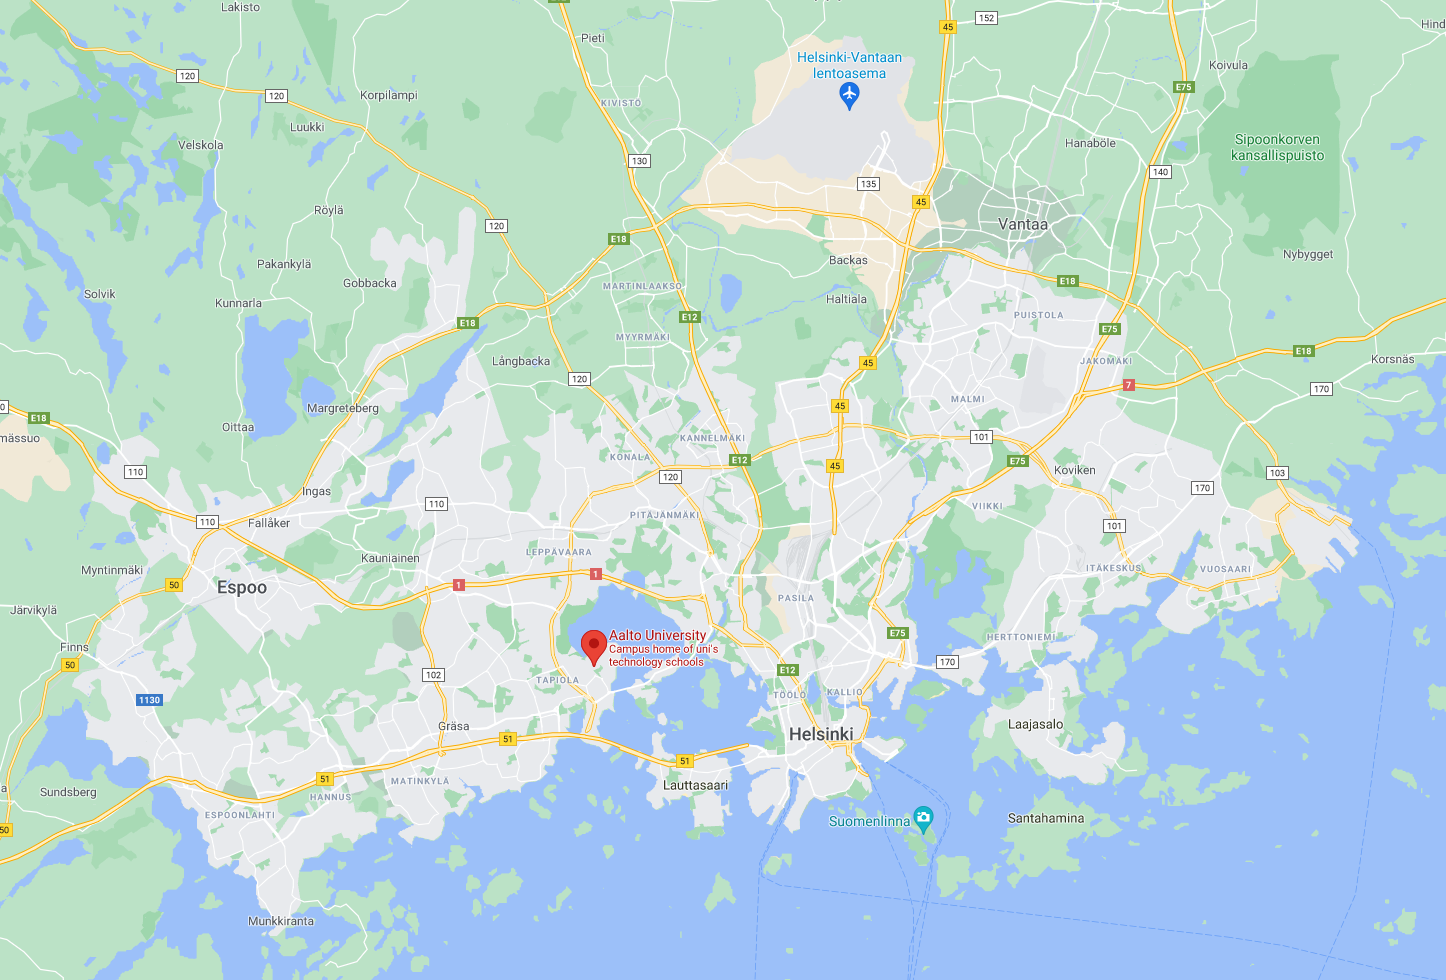 Lakisto
45
152
Hind
Pieti
Helsinki-Vantaan
lentoasema
Koivula
120
E75
120
Korpilampi
KIVISTÖ
Luukki
Velskola
Hanaböle
Sipoonkorven
kansallispuisto
130
140
135
Röylä
45
120
Vantaa
E18
Nybygget
Pakankylä
Backas
Gobbacka
E18
Solvik
MARTINLAAKSO
Kunnarla
Haltiala
E12
PUISTOLA
E18
E75
MYYRMÄKI
E18
Långbacka
45
JAKOMÄKI
Korsnäs
120
7
170
MALMI
Margreteberg
45
0
E18
Oittaa
mässuo
KANNELMÄKI
101
KONALA
E12
45
E75
Koviken
110
120
103
Ingas
170
110
VIIKKI
110
Fallåker
PITÄJÄNMÄKI
101
LEPPÄVAARA
Kauniainen
Myntinmäki
ITÄKESKUS
VUOSAARI
50
Espoo
1
1
PASILA
Järvikylä
Finns
Aalto University
Campus home of uni's
technology schools
E75
HERTTONIEMI
50
170
102
TAPIOLA
E12
1130
TÖÖLÖ
KALLIO
Gräsa
Helsinki
Laajasalo
51
51
51
MATINKYLÄ
Lauttasaari
a
Sundsberg
HANNUS
ESPOONLAHTI
Suomenlinna
Santahamina
50
Munkkiranta